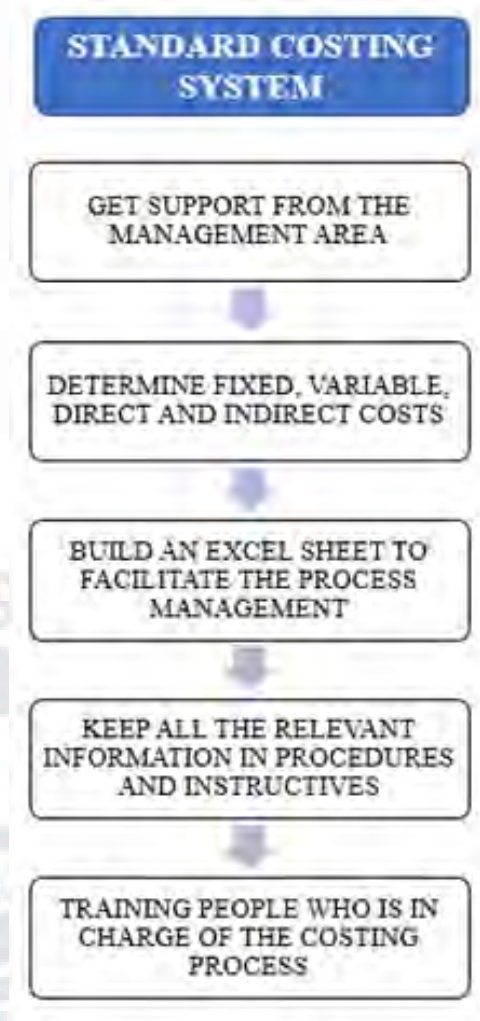 STANDARD COSTING
SYSTEM
GET SUPPORT FROM THE
MANAGEMENT AREA
DETERMINE FIXED, VARIABLE,
DIRECT AND INDIRECT COSTS
BUILD AN EXCEL SHEET TO
FACILITATE THE PROCESS
MANAGEMENT
KEEP ALL THE RELEVANT
INFORMATION IN PROCEDURES
AND INSTRUCTIVES
TRAINING PEOPLE WHO IS IN
CHARGE OF THE COSTING
PROCESS